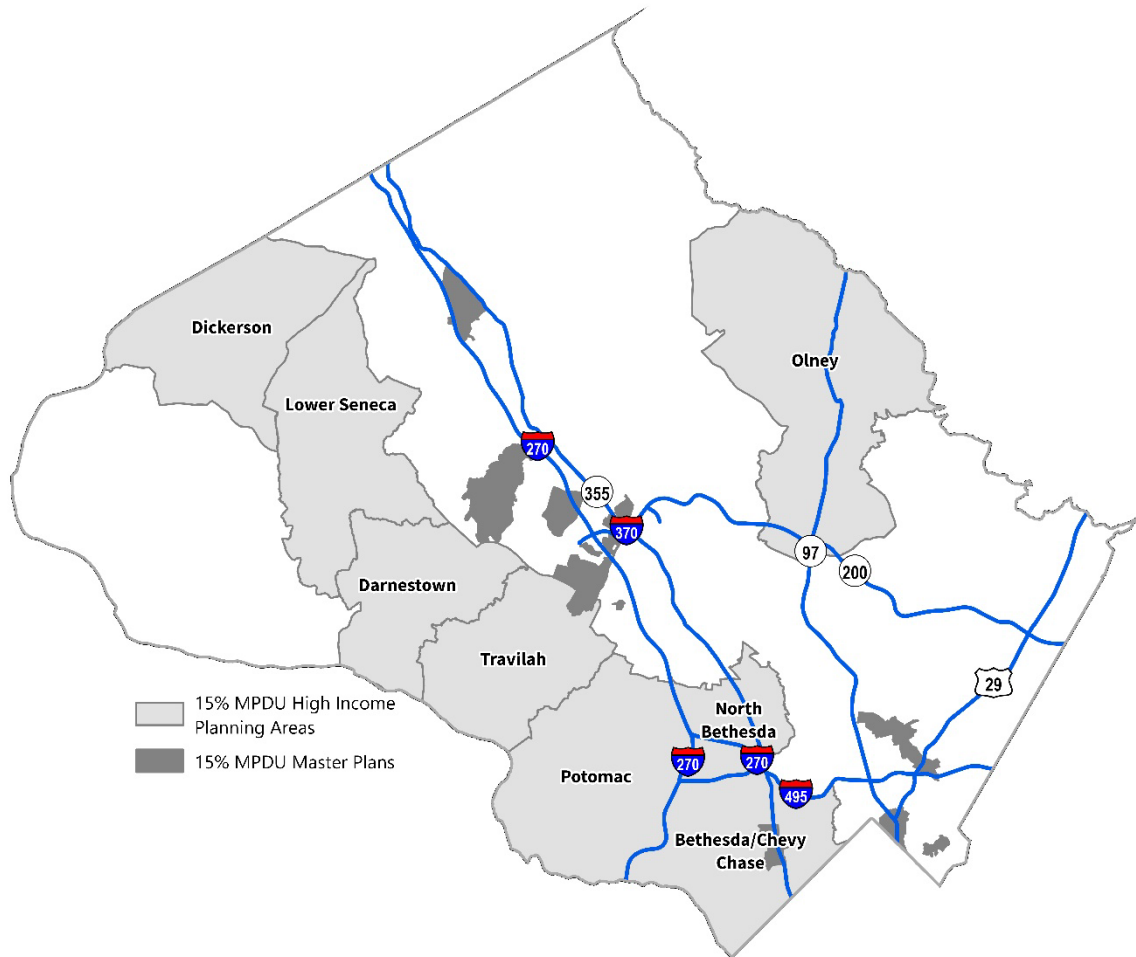 Dickerson
Olney
Lower Seneca
270
355
370
97
200
Darnestown
Travilah
29
15% MPDU High Income
Planning Areas
North
Bethesda
15% MPDU Master Plans
Potomac
270
270
495
Bethesda/Chevy
Chase